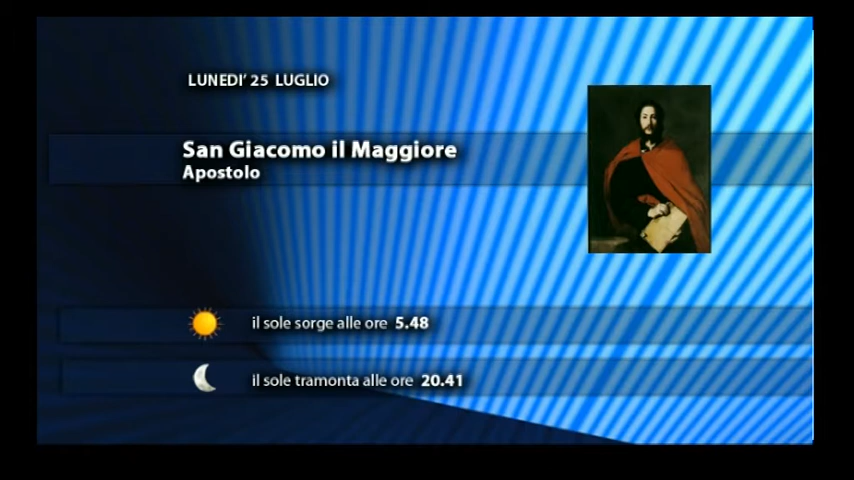 LUNEDI' 25 LUGLIO
San Giacomo il Maggiore
Apostolo
il sole sorge alle ore 5.48
il sole tramonta alle ore 20.41